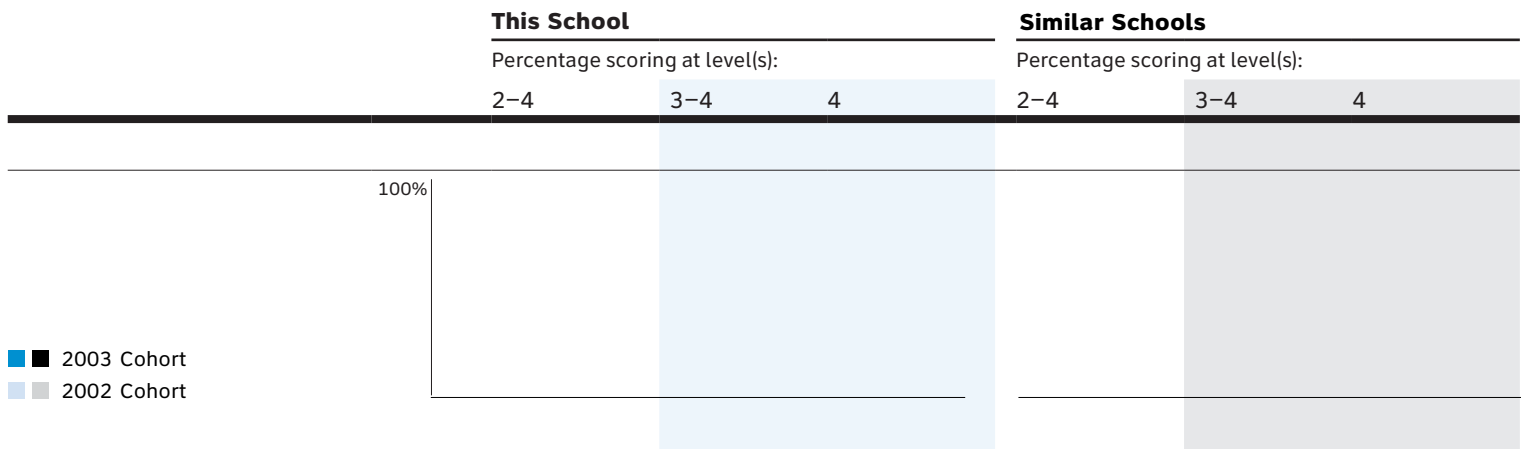 This School
Similar Schools
Percentage scoring at level(s):
Percentage scoring at level(s):
2–4 3–4 4 2–4 3–4 4
100%
2003 Cohort
2002 Cohort